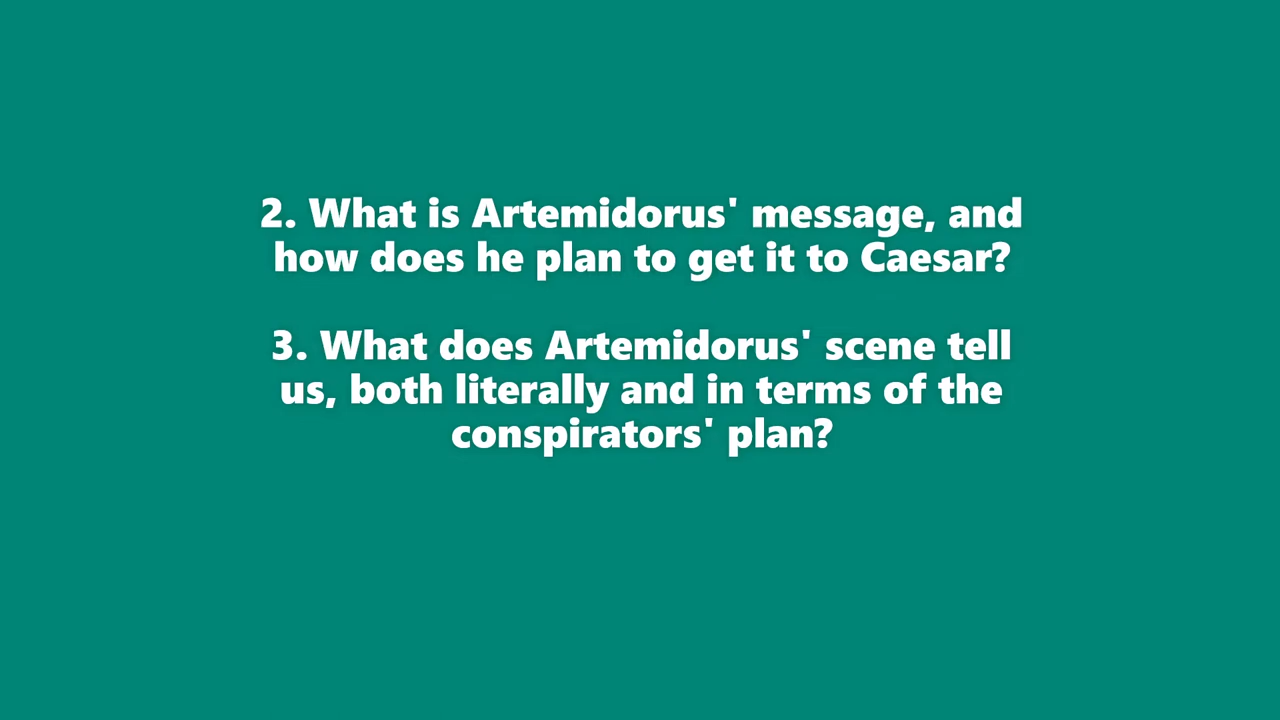 2. What is Artemidorus' message, and
how does he plan to get it to Caesar?
3. What does Artemidorus' scene tell
us, both literally and in terms of the
conspirators' plan?